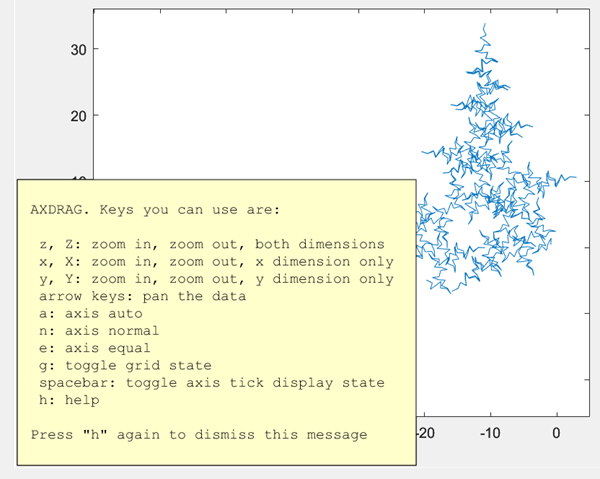 30
20
10
AXDRAG. Keys you can use are:
z, Z: zoom in, zoom out, both dimensions
x, X: zoom in, zoom out, x dimension only
y, Y: zoom in, zoom out, y dimension only
arrow keys: pan the data
a: axis auto
n: axis normal
e: axis equal
g: toggle grid state
spacebar: toggle axis tick display state
h: help
Press "h" again to dismiss this message
-20 -10 0